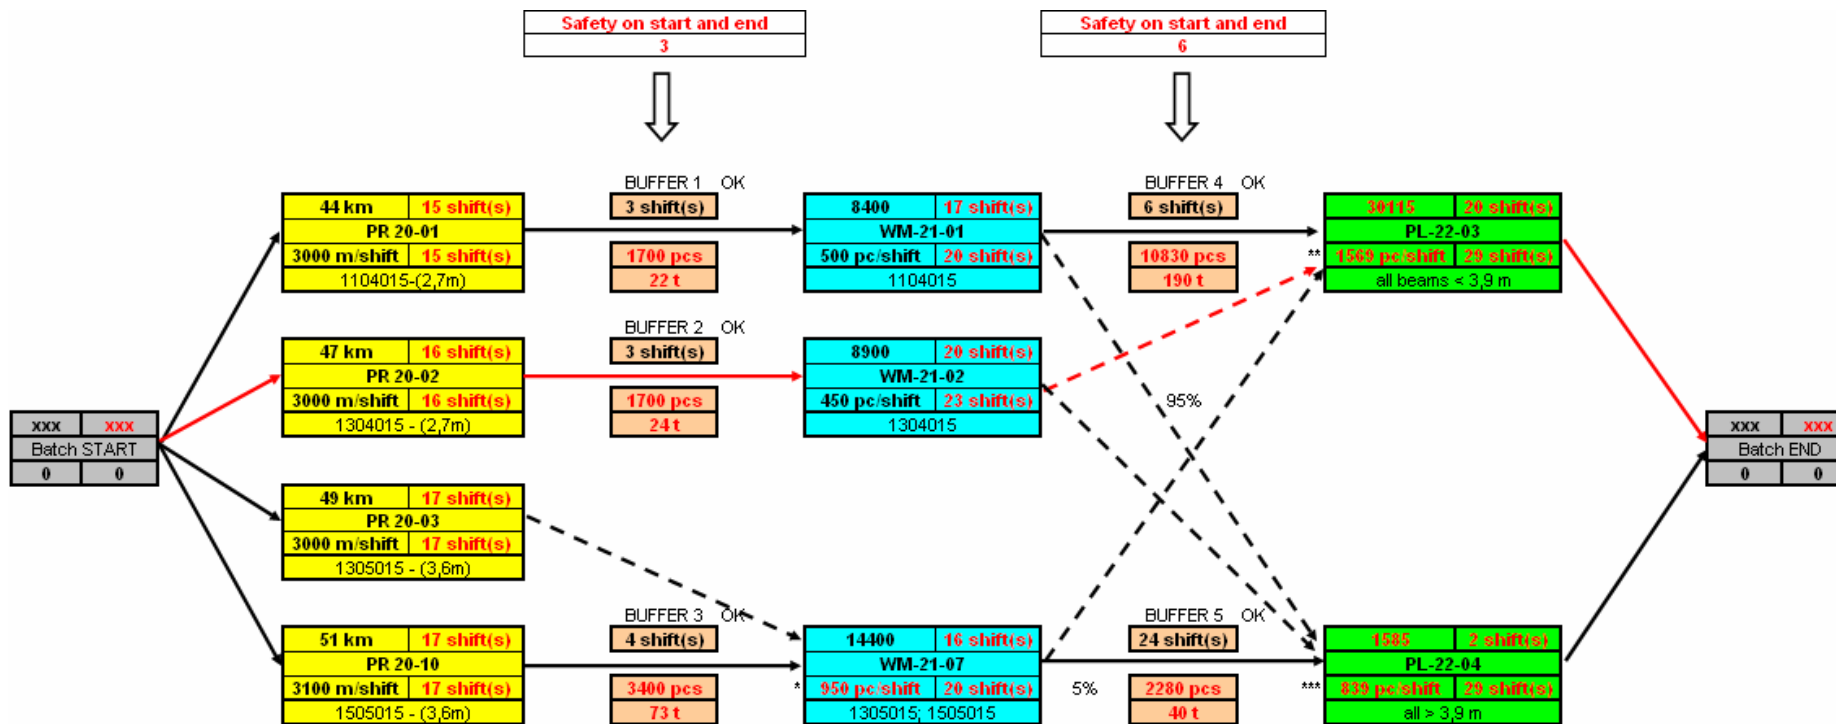 Safety on start and end
3
Safety on start and end
6
BUFFER 1 OK
3 shift(s)
1700 pcs
22 t
BUFFER 4 OK
6 shift(s)
10830 pcs
190 t
44 km 15 shift(s)
PR 20-01
3000 m/shift 15 shift(s)
1104015-(2,7m)
8400 17 shift(s)
WM-21-01
500 pc/shift 20 shift(s)
1104015
30115 20 shift(s)
PL-22-03
** 1569 pc/shift 29 shift(s)
all beams < 3,9 m
BUFFER 2 OK
3 shift(s)
1700 pcs
24 t
47 km 16 shift(s)
PR 20-02
3000 m/shift 16 shift(s)
1304015 - (2,7m)
8900 20 shift(s)
WM-21-02
450 pc/shift 23 shift(s)
1304015
95%
xxx xxx
Batch START
0 0
xxx xxx
Batch END
0 0
49 km 17 shift(s)
PR 20-03
3000 m/shift 17 shift(s)
1305015 - (3,6m)
BUFFER 3 OK
4 shift(s)
3400 pcs
73 t
BUFFER 5 OK
24 shift(s)
2280 pcs
40 t
51 km 17 shift(s)
PR 20-10
3100 m/shift 17 shift(s)
1505015 - (3,6m)
14400 16 shift(s)
WM-21-07
* 950 pc/shift 20 shift(s)
1305015; 1505015
5%
1585 2 shift(s)
PL-22-04
*** 839 pc/shift 29 shift(s)
all > 3,9 m